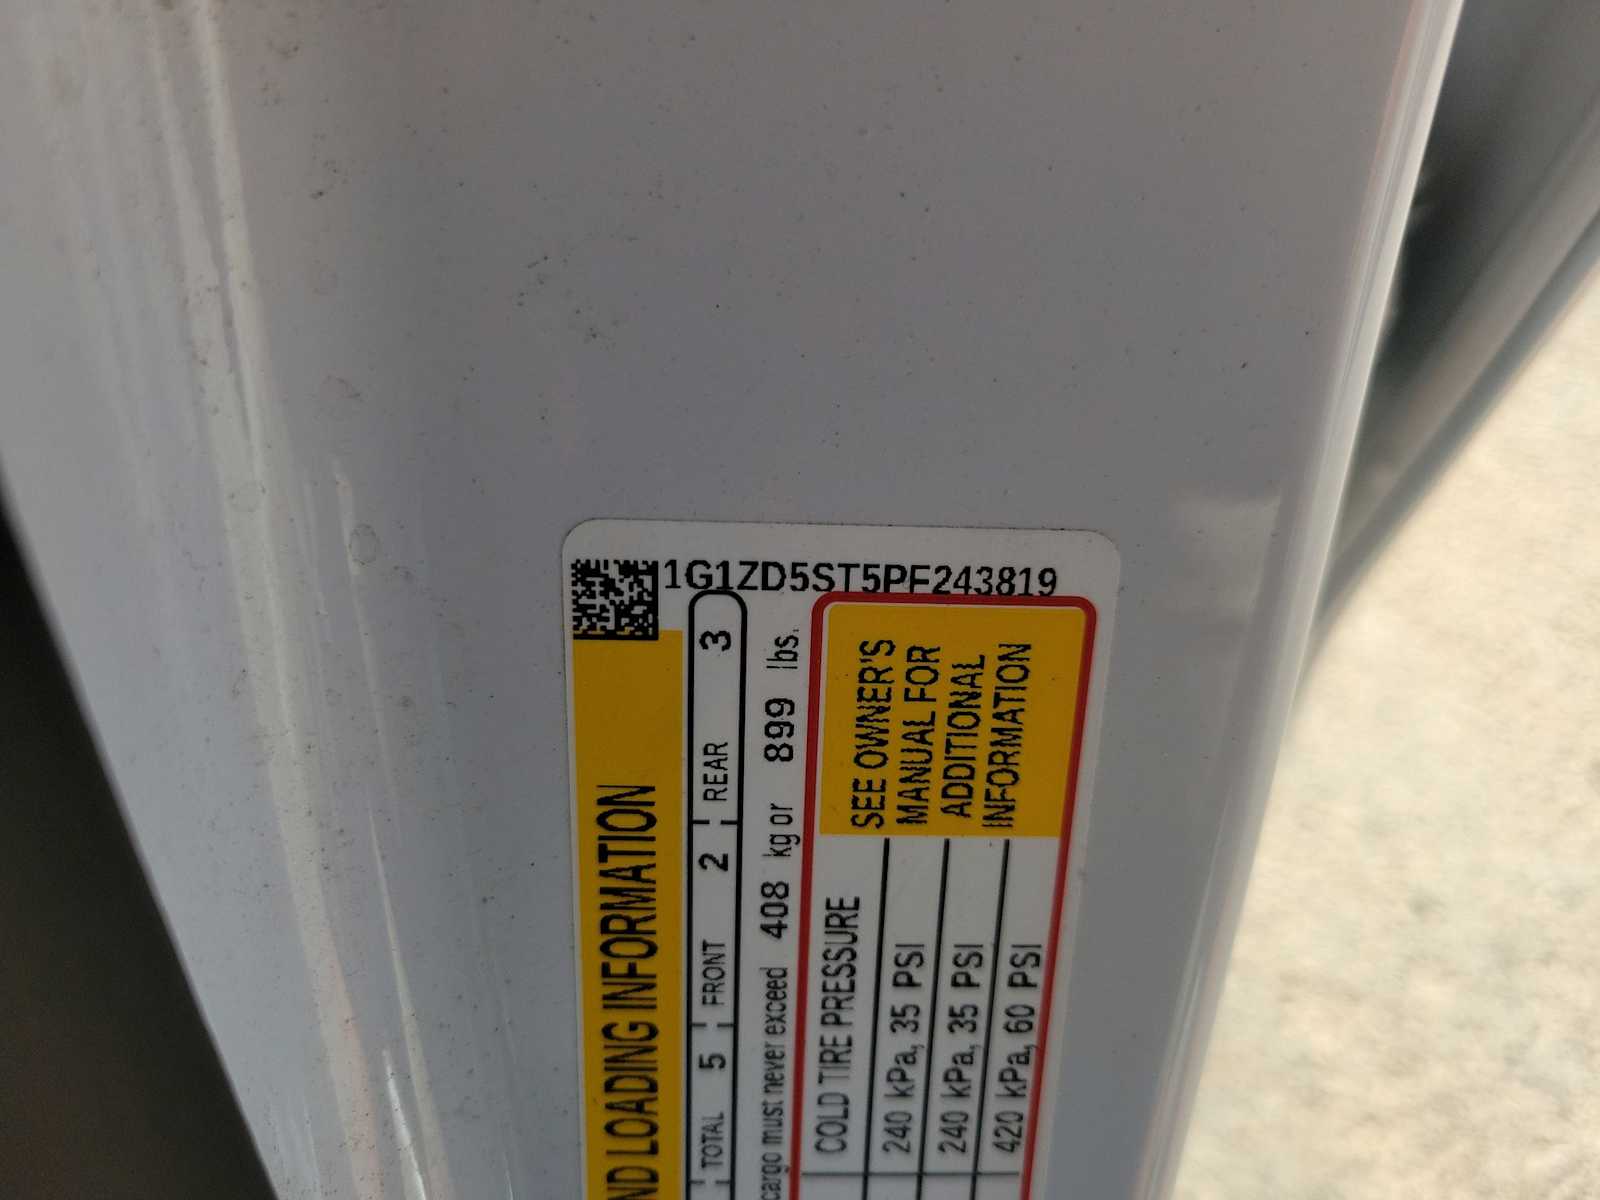 1G1ZD5ST5PF243819
ND LOADING INFORMATION
TOTAL 5 FRONT 2 REAR 3
cargo must never exceed 408 kg or 899 lbs.
COLD TIRE PRESSURE
240 kPa, 35 PSI
240 kPa, 35 PSI
420 kPa, 60 PSI
SEE OWNER'S
MANUAL FOR
ADDITIONAL
INFORMATION